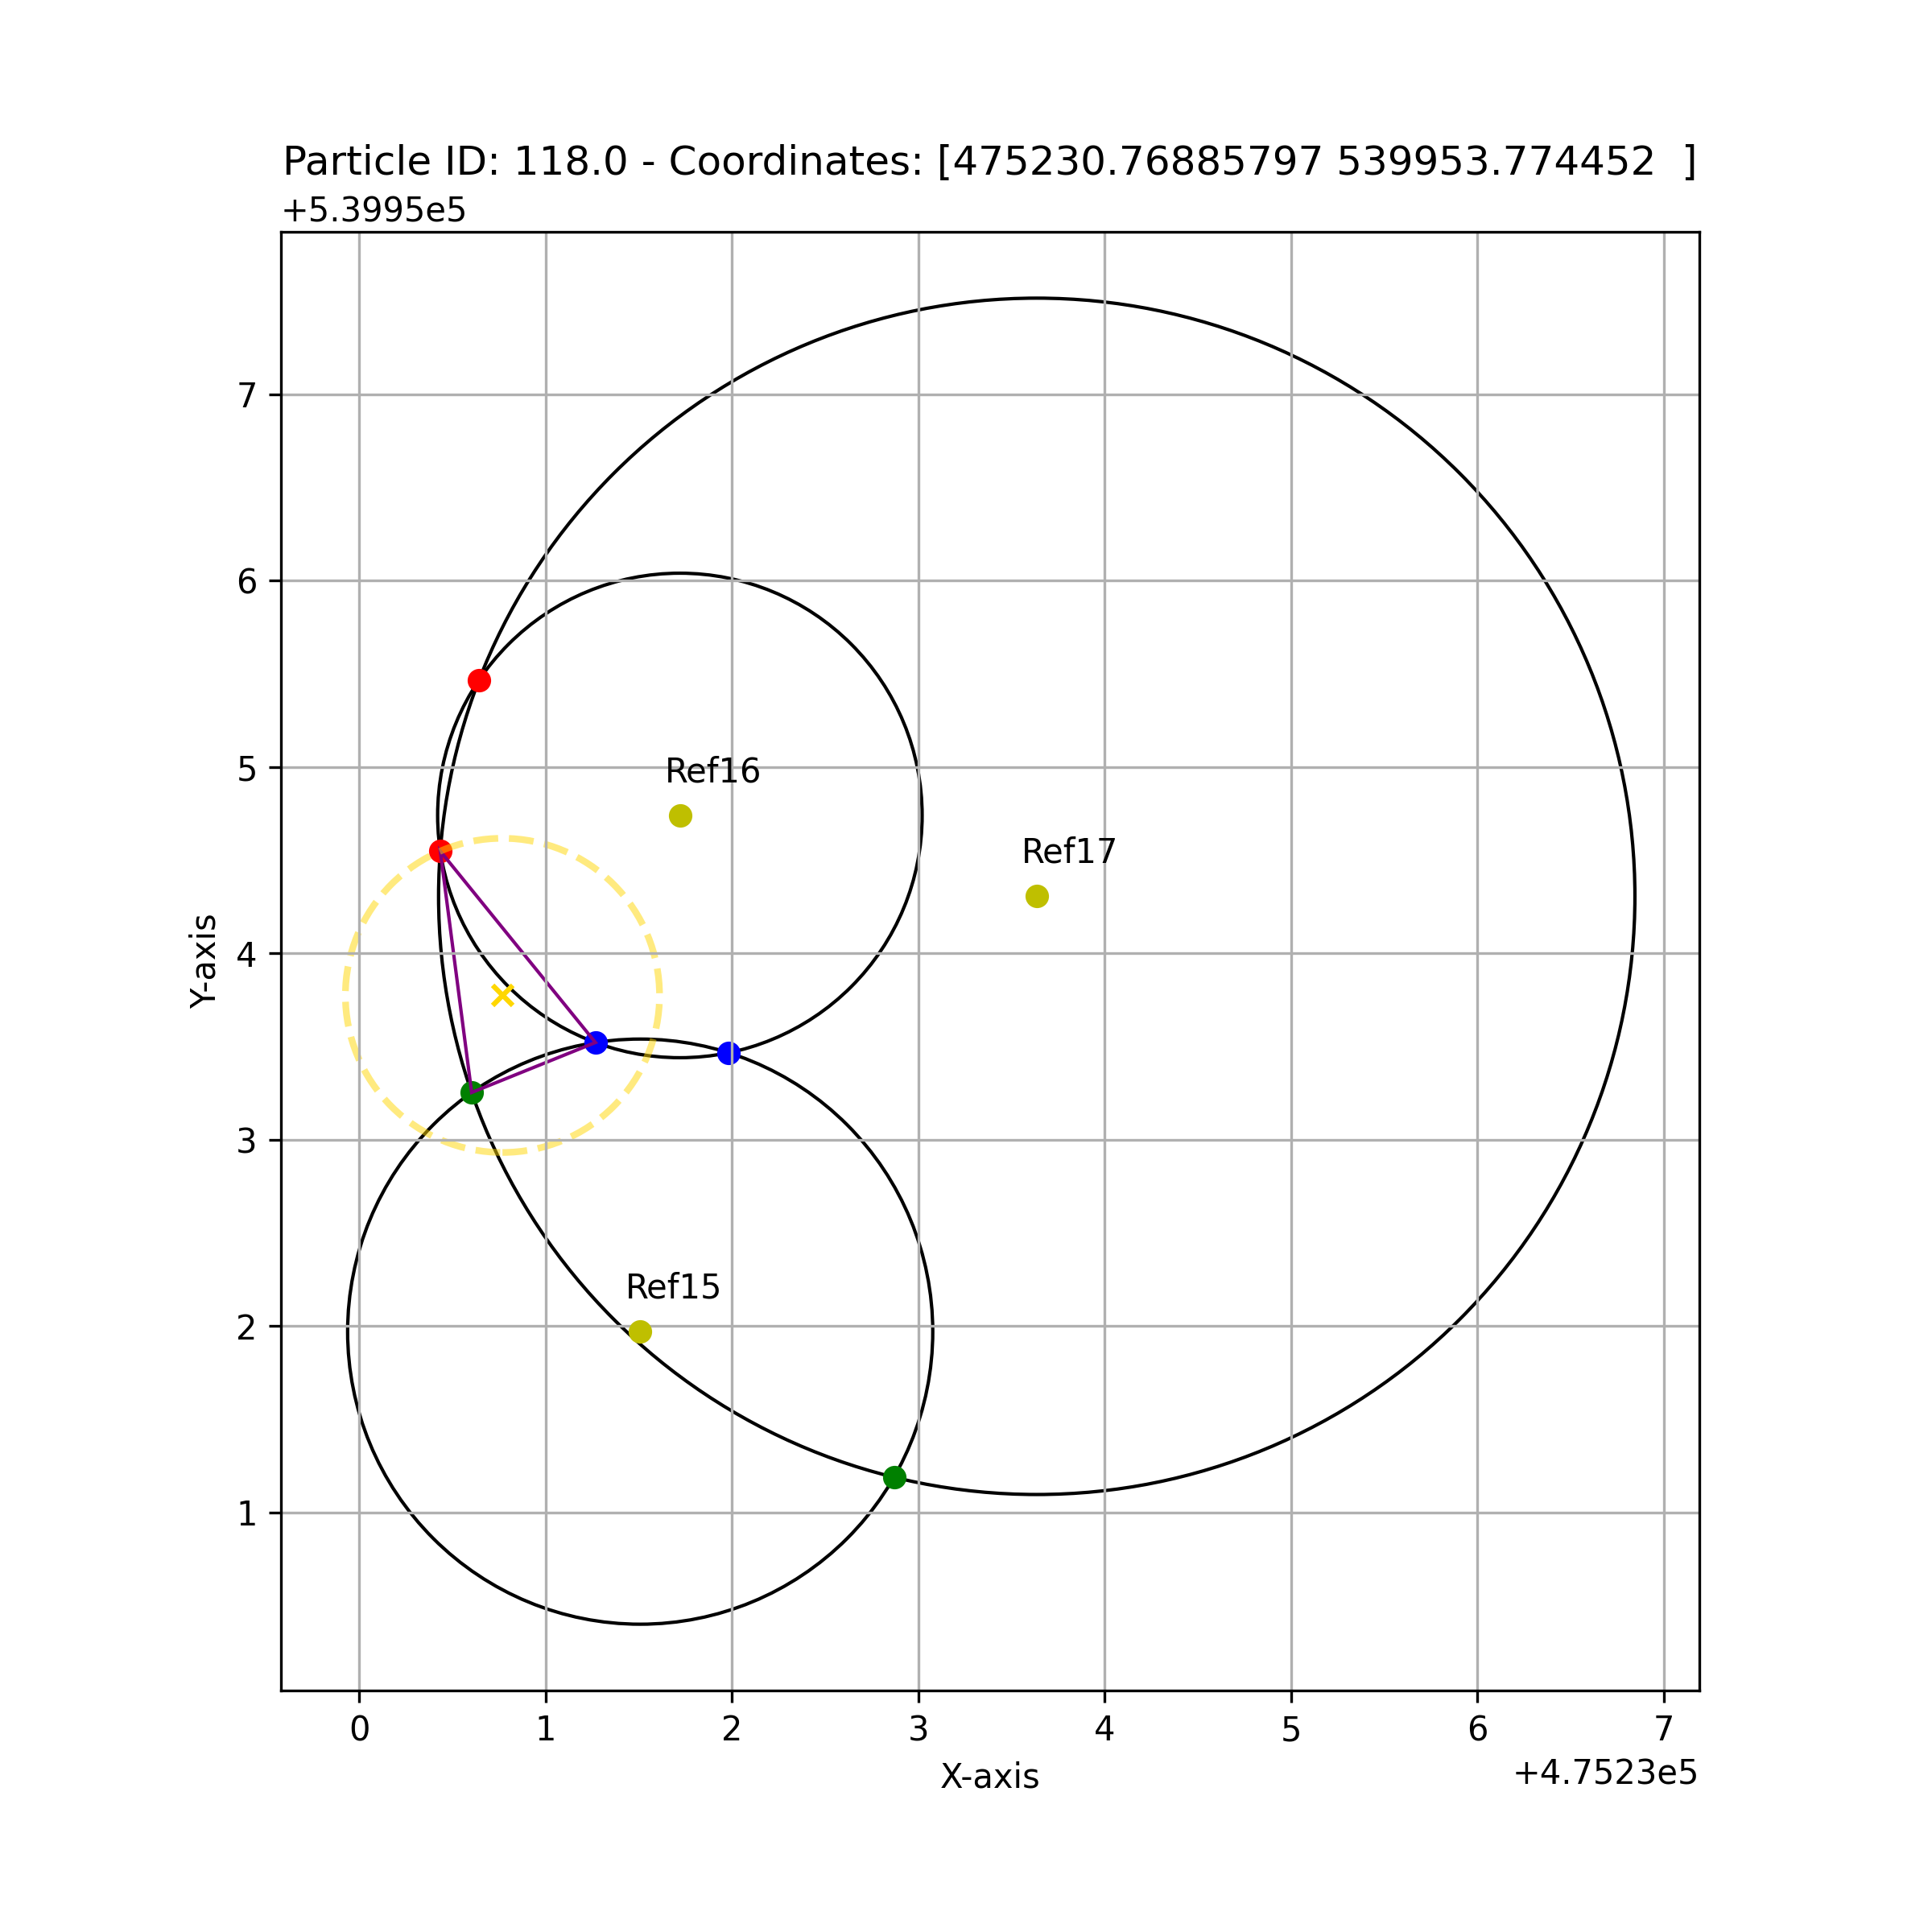 Particle ID: 118.0 - Coordinates: [475230.76885797 539953.774452  ]
+5.3995e5
7
6
5
Ref16
Ref17
Y-axis
4
3
Ref15
2
1
0 1 2 3 4 5 6 7
X-axis
+4.7523e5